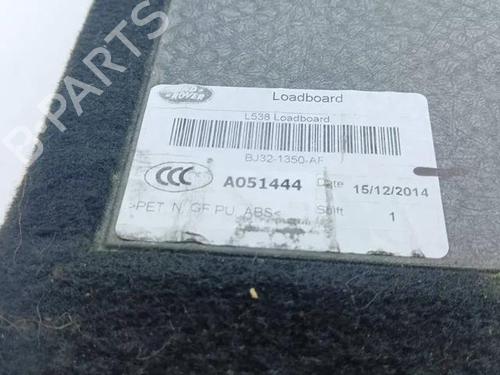 LAND
ROVER
Loadboard
L538 Loadboard
BJ32-1350-AF
CCC A051444 Date 15/12/2014
>PET, N, GF PU, ABS< Shift 1